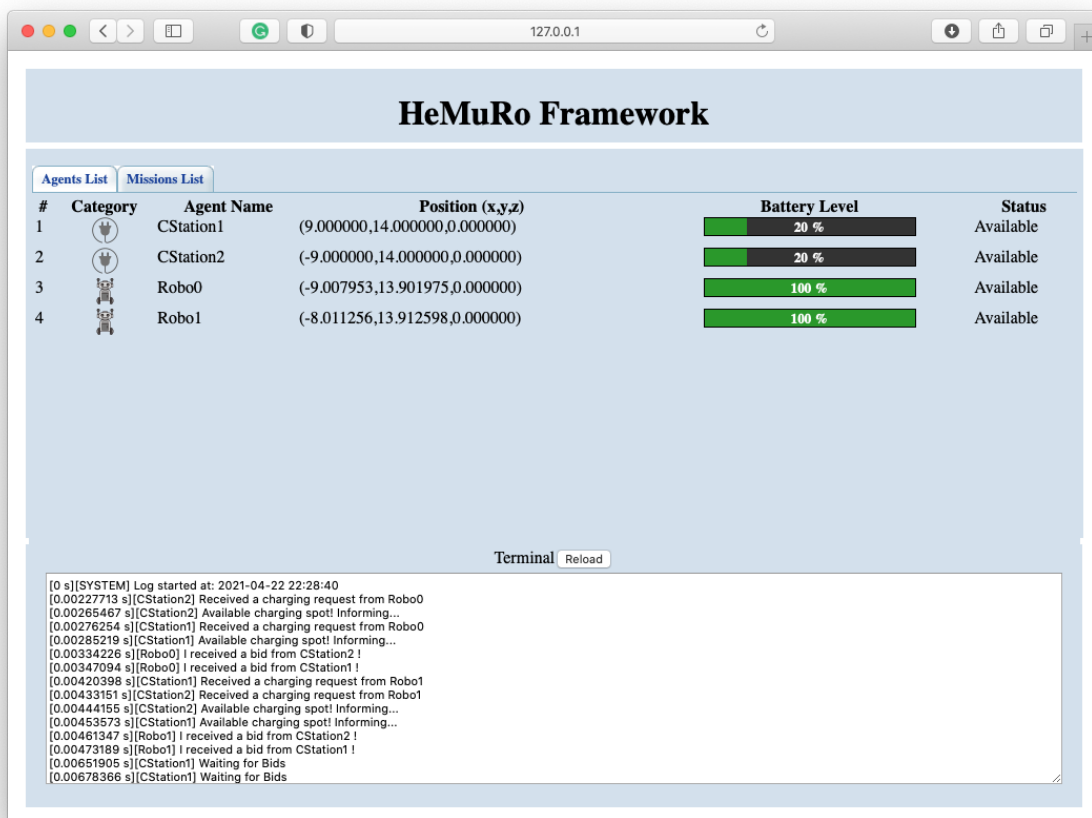 127.0.0.1
HeMuRo Framework
Agents List Missions List
# Category Agent Name Position (x,y,z) Battery Level Status
1 CStation1 (9.000000,14.000000,0.000000) 20 % Available
2 CStation2 (-9.000000,14.000000,0.000000) 20 % Available
3 Robo0 (-9.007953,13.901975,0.000000) 100 % Available
4 Robo1 (-8.011256,13.912598,0.000000) 100 % Available
Terminal Reload
[0 s][SYSTEM] Log started at: 2021-04-22 22:28:40
[0.00227713 s][CStation2] Received a charging request from Robo0
[0.00265467 s][CStation2] Available charging spot! Informing...
[0.00276254 s][CStation1] Received a charging request from Robo0
[0.00285219 s][CStation1] Available charging spot! Informing...
[0.00334226 s][Robo0] I received a bid from CStation2 !
[0.00347094 s][Robo0] I received a bid from CStation1 !
[0.00420398 s][CStation1] Received a charging request from Robo1
[0.00433151 s][CStation2] Received a charging request from Robo1
[0.00444155 s][CStation2] Available charging spot! Informing...
[0.00453573 s][CStation1] Available charging spot! Informing...
[0.00461347 s][Robo1] I received a bid from CStation2 !
[0.00473189 s][Robo1] I received a bid from CStation1 !
[0.00651905 s][CStation1] Waiting for Bids
[0.00678366 s][CStation1] Waiting for Bids